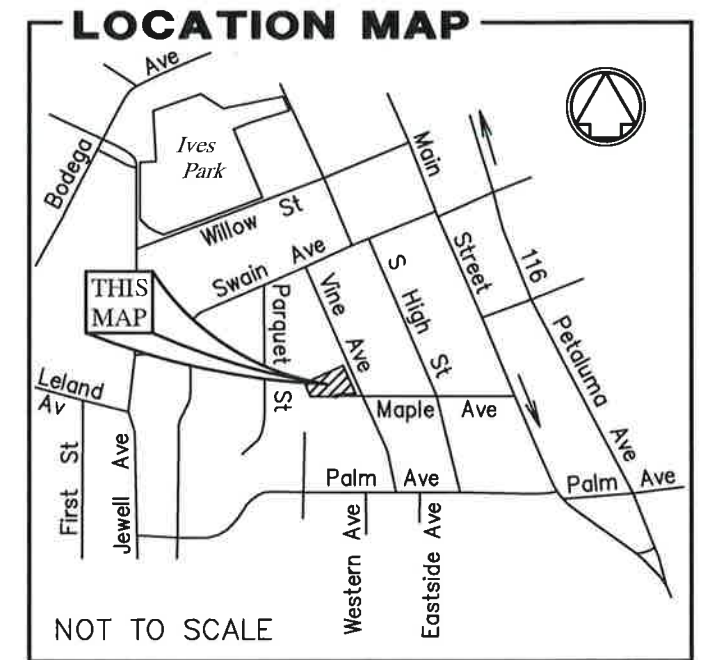 LOCATION MAP
Ave
Bodega
Ives
Park
Main
Street
Willow St
Swain Ave
116
Petaluma
Ave
THIS
MAP
Parquet
St
Vine
Ave
S High St
Leland
Av
Maple Ave
First St
Jewell Ave
Palm Ave
Palm Ave
Western Ave
Eastside Ave
NOT TO SCALE